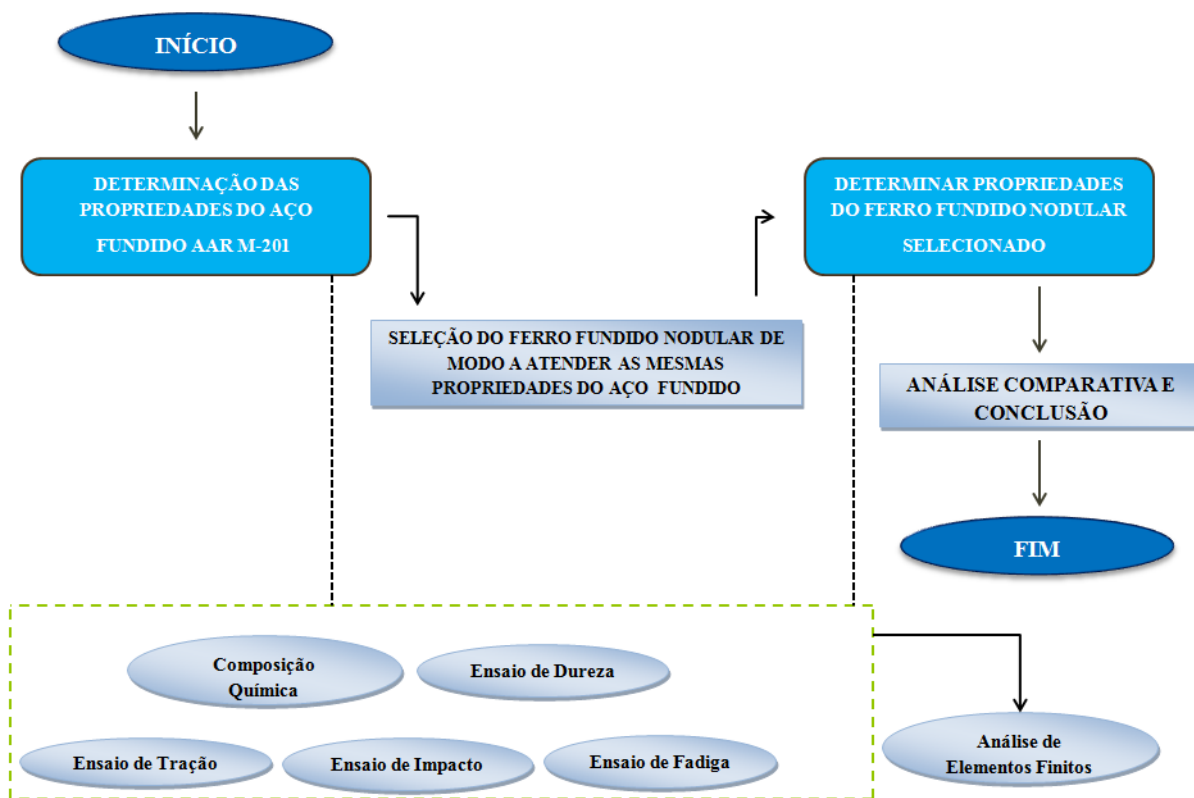 INÍCIO
DETERMINAÇÃO DAS
PROPRIEDADES DO AÇO
FUNDIDO AAR M-201
SELEÇÃO DO FERRO FUNDIDO NODULAR DE
MODO A ATENDER AS MESMAS
PROPRIEDADES DO AÇO FUNDIDO
DETERMINAR PROPRIEDADES
DO FERRO FUNDIDO NODULAR
SELECIONADO
ANÁLISE COMPARATIVA E
CONCLUSÃO
FIM
Composição
Química
Ensaio de Dureza
Ensaio de Tração
Ensaio de Impacto
Ensaio de Fadiga
Análise de
Elementos Finitos